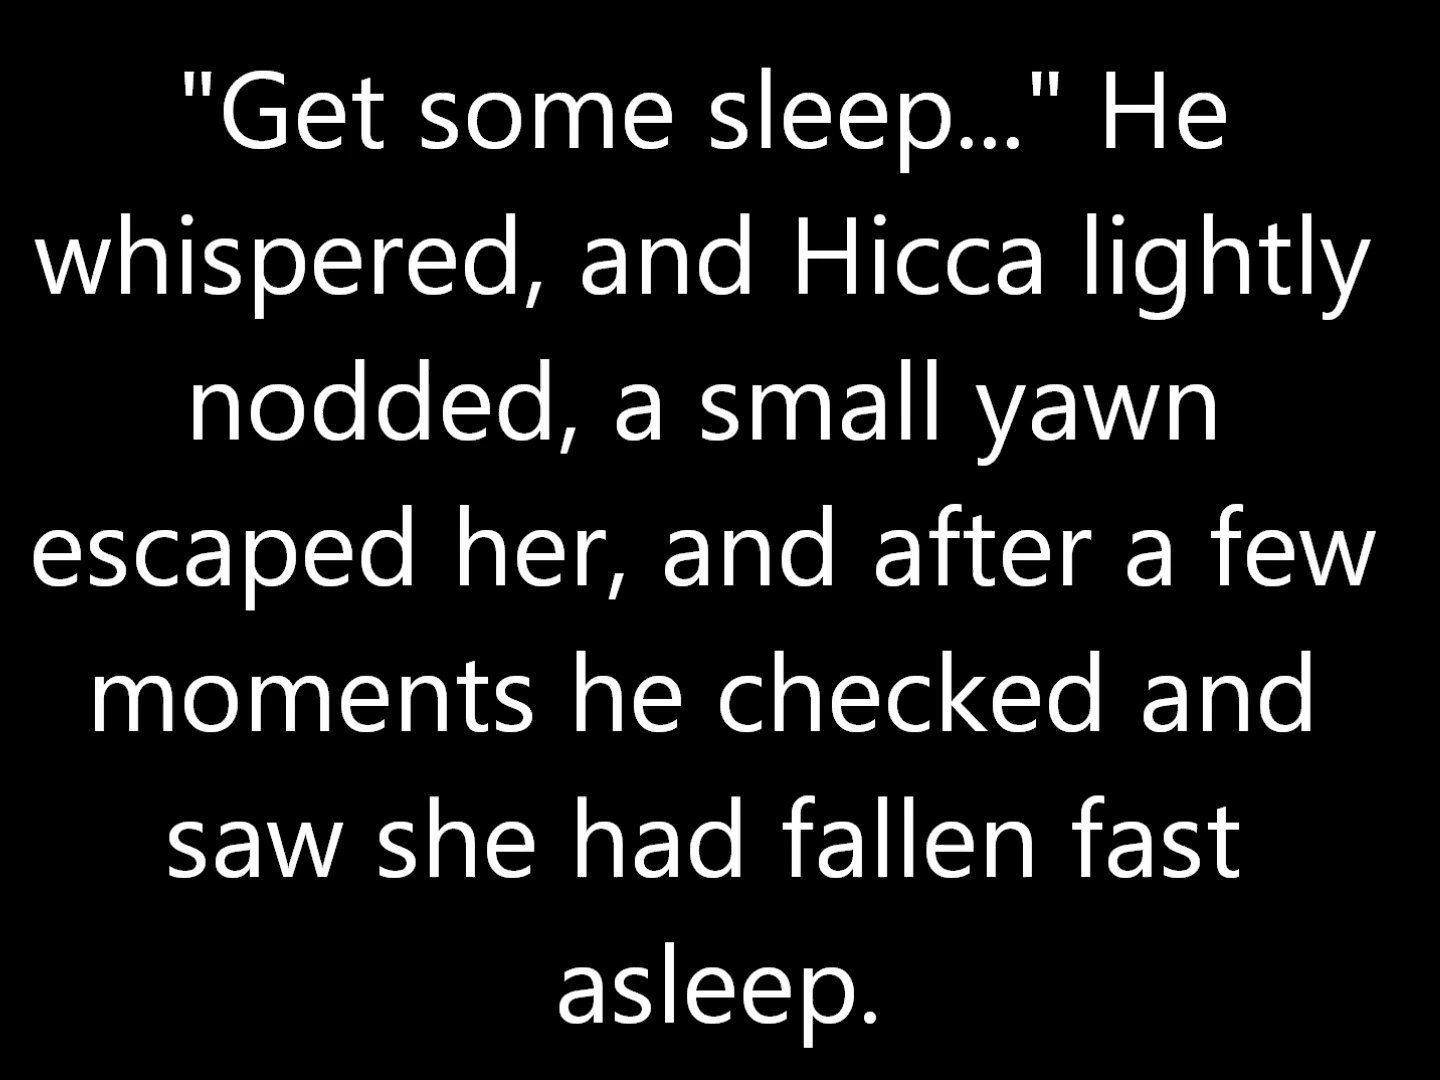 "Get some sleep..." He
whispered, and Hicca lightly
nodded, a small yawn
escaped her, and after a few
moments he checked and
saw she had fallen fast
asleep.